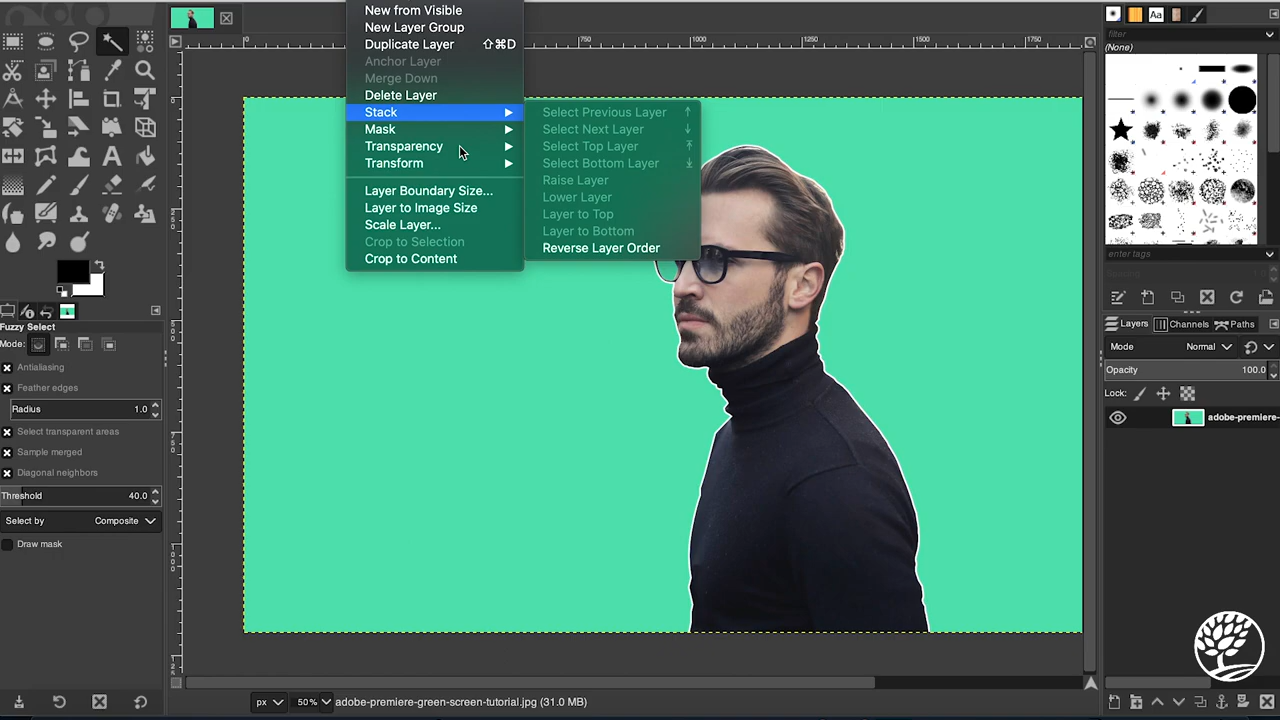 New from Visible
New Layer Group
Duplicate Layer ⇧⌘D
Anchor Layer
Merge Down
Delete Layer
Stack
Mask
Transparency
Transform
Layer Boundary Size...
Layer to Image Size
Scale Layer...
Crop to Selection
Crop to Content
Select Previous Layer
Select Next Layer
Select Top Layer
Select Bottom Layer
Raise Layer
Lower Layer
Layer to Top
Layer to Bottom
Reverse Layer Order
750
1000
1250
1500
Fuzzy Select
Mode:
Antialiasing
Feather edges
Radius 1.0
Select transparent areas
Sample merged
Diagonal neighbors
Threshold 40.0
Select by Composite
Draw mask
px 50% adobe-premiere-green-screen-tutorial.jpg (31.0 MB)
filter
(None)
enter tags
Layers Channels Paths
Mode Normal
Opacity 100.0
Lock:
adobe-premiere-